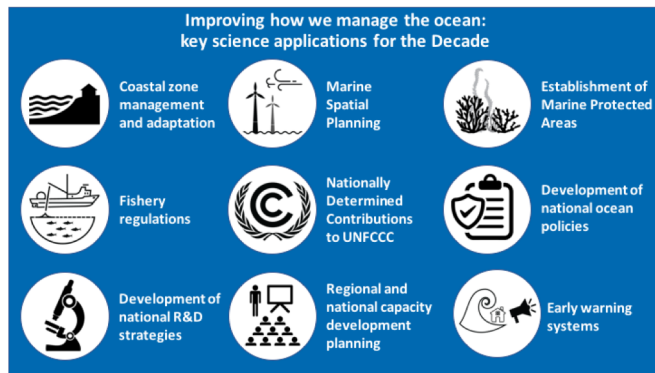 Improving how we manage the ocean:
key science applications for the Decade
Coastal zone
management
and adaptation
Marine
Spatial
Planning
Establishment of
Marine Protected
Areas
Fishery
regulations
Nationally
Determined
Contributions
to UNFCCC
Development of
national ocean
policies
Development of
national R&D
strategies
Regional and
national capacity
development
planning
Early warning
systems